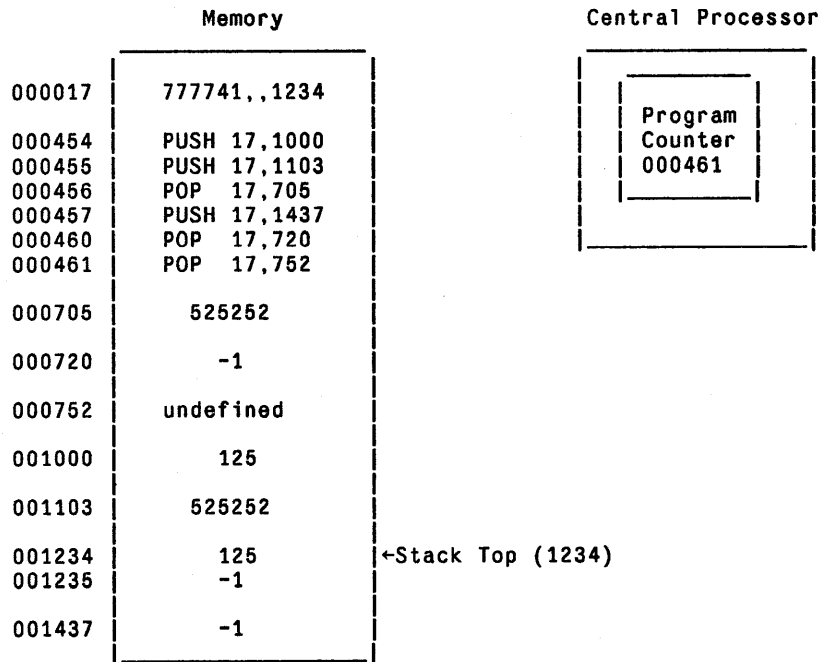 Memory
Central Processor
000017 777741,,1234
Program
Counter
000461
000454 PUSH 17,1000
000455 PUSH 17,1103
000456 POP 17,705
000457 PUSH 17,1437
000460 POP 17,720
000461 POP 17,752
000705 525252
000720 -1
000752 undefined
001000 125
001103 525252
001234 125 ←Stack Top (1234)
001235 -1
001437 -1